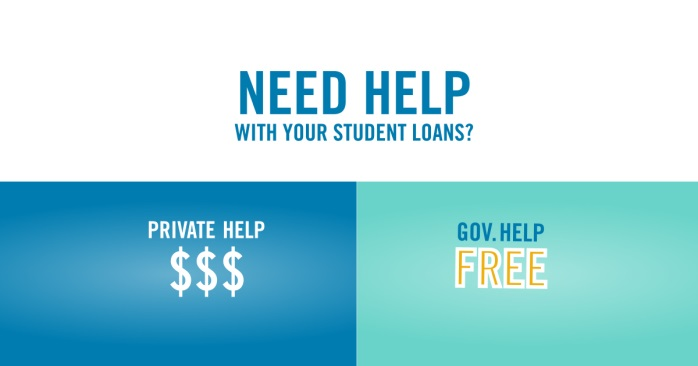 NEED HELP
WITH YOUR STUDENT LOANS?
PRIVATE HELP
$$$
GOV. HELP
FREE